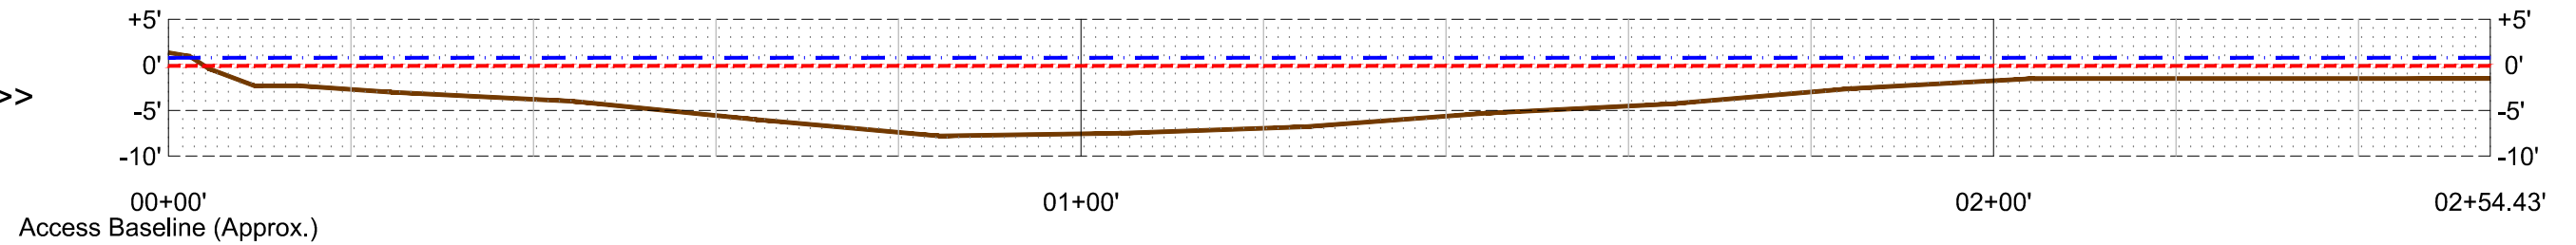 +5' +5'
0' 0'
>>
-5' -5'
-10' -10'
00+00' 01+00' 02+00' 02+54.43'
Access Baseline (Approx.)